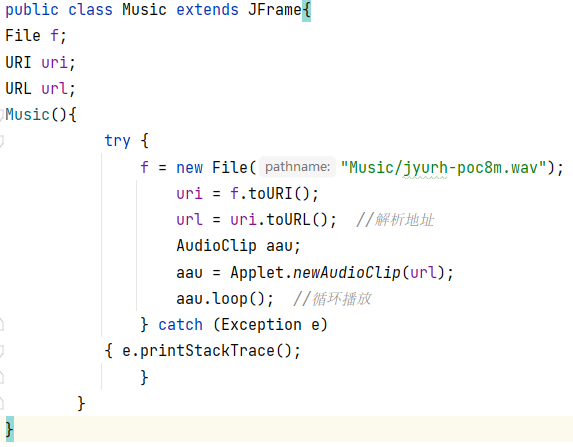 public class Music extends JFrame{
File f;
URI uri;
URL url;
Music(){
try {
f = new File( pathname: "Music/jyurh-poc8m.wav");
uri = f.toURI();
url = uri.toURL();  //解析地址
AudioClip aau;
aau = Applet.newAudioClip(url);
aau.loop();  //循环播放
} catch (Exception e)
{ e.printStackTrace();
}
}
}